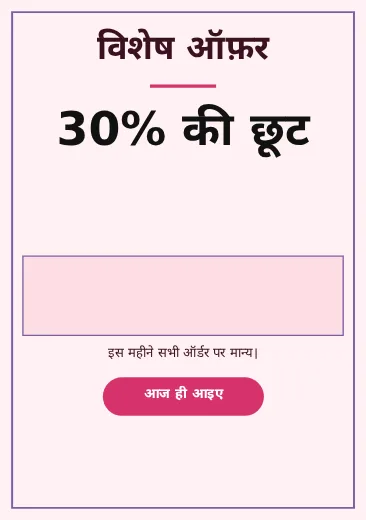 विशेष ऑफ़र
30% की छूट
इस महीने सभी ऑर्डर पर मान्य।
आज ही आइए